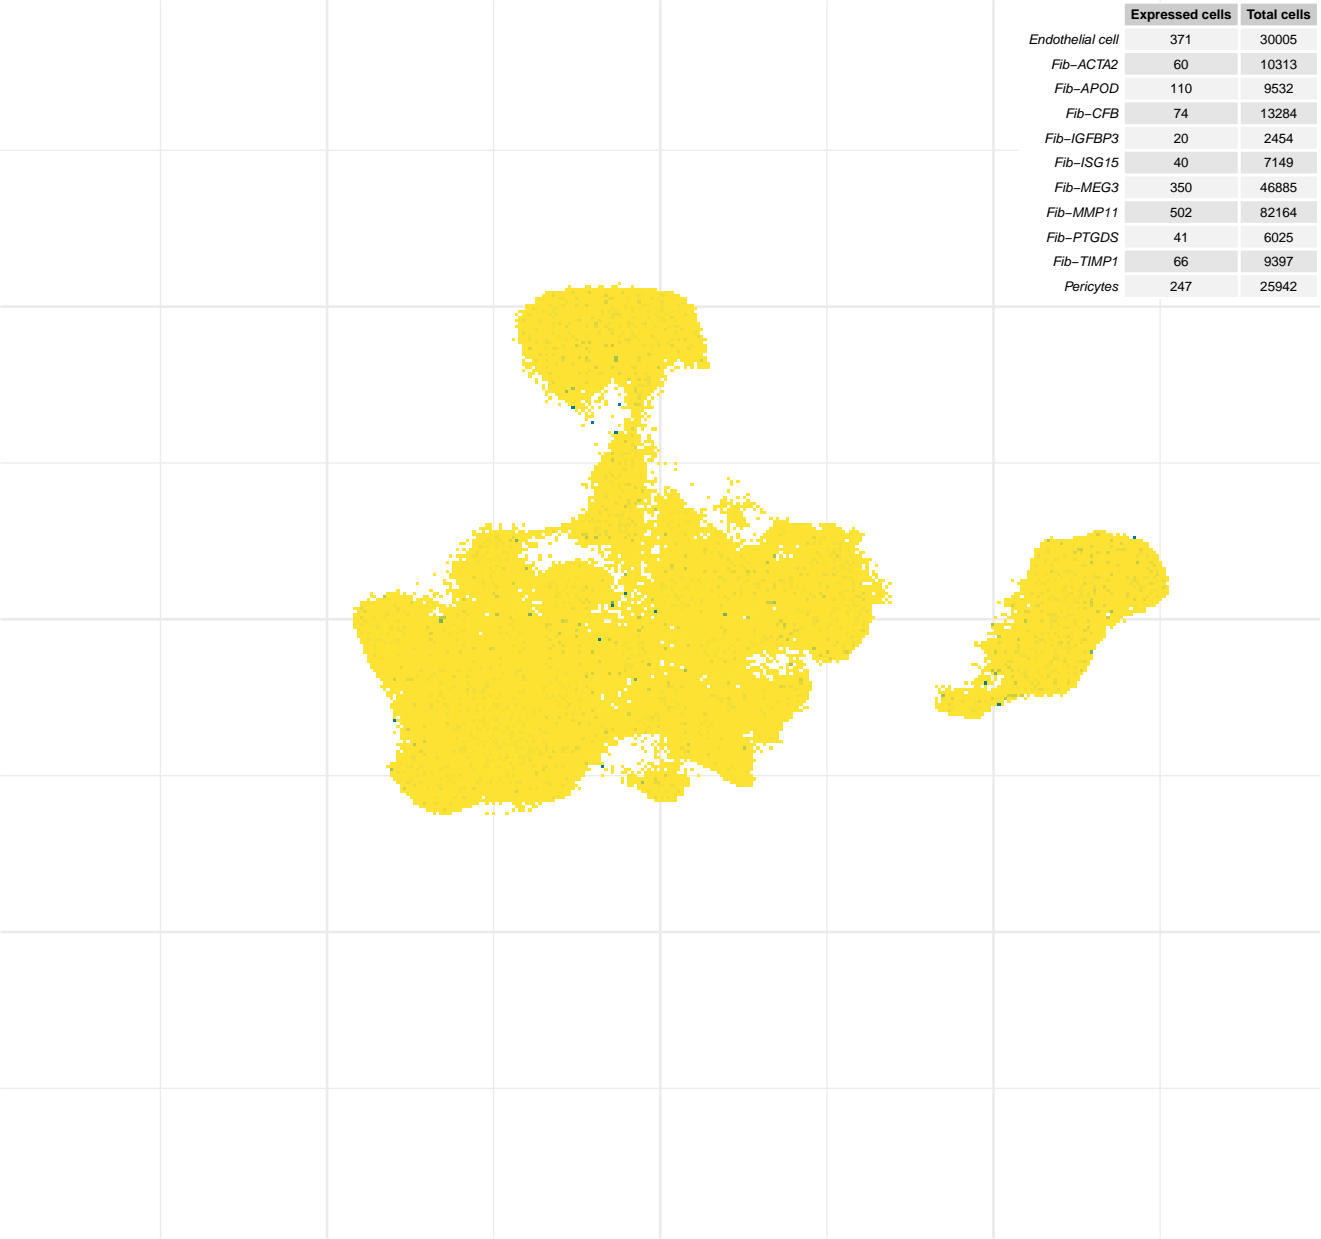 Expressed cells Total cells
Endothelial cell 371 30005
Fib−ACTA2 60 10313
Fib−APOD 110 9532
Fib−CFB 74 13284
Fib−IGFBP3 20 2454
Fib−ISG15 40 7149
Fib−MEG3 350 46885
Fib−MMP11 502 82164
Fib−PTGDS 41 6025
Fib−TIMP1 66 9397
Pericytes 247 25942